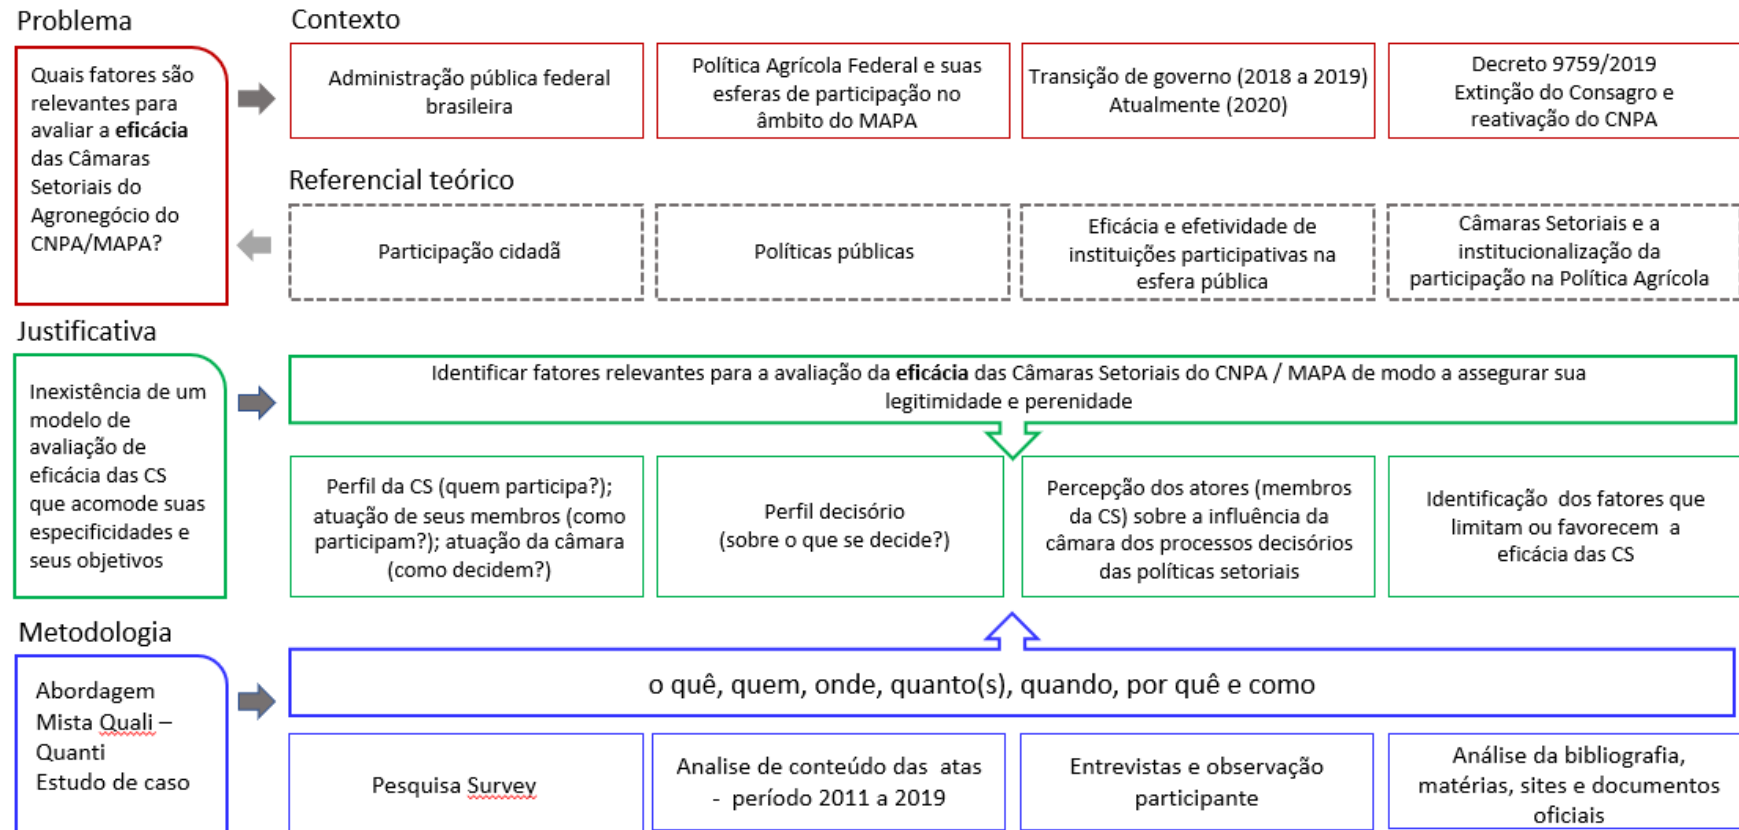 Problema
Quais fatores são
relevantes para
avaliar a eficácia
das Câmaras
Setoriais do
Agronegócio do
CNPA/MAPA?
Contexto
Administração pública federal
brasileira
Política Agrícola Federal e suas
esferas de participação no
âmbito do MAPA
Transição de governo (2018 a 2019)
Atualmente (2020)
Decreto 9759/2019
Extinção do Consagro e
reativação do CNPA
Referencial teórico
Participação cidadã
Políticas públicas
Eficácia e efetividade de
instituições participativas na
esfera pública
Câmaras Setoriais e a
institucionalização da
participação na Política Agrícola
Justificativa
Inexistência de um
modelo de
avaliação de
eficácia das CS
que acomode suas
especificidades e
seus objetivos
Identificar fatores relevantes para a avaliação da eficácia das Câmaras Setoriais do CNPA / MAPA de modo a assegurar sua
legitimidade e perenidade
Perfil da CS (quem participa?);
atuação de seus membros (como
participam?); atuação da câmara
(como decidem?)
Perfil decisório
(sobre o que se decide?)
Percepção dos atores (membros
da CS) sobre a influência da
câmara dos processos decisórios
das políticas setoriais
Identificação dos fatores que
limitam ou favorecem a
eficácia das CS
Metodologia
Abordagem
Mista Quali –
Quanti
Estudo de caso
o quê, quem, onde, quanto(s), quando, por quê e como
Pesquisa Survey
Analise de conteúdo das atas
- período 2011 a 2019
Entrevistas e observação
participante
Análise da bibliografia,
matérias, sites e documentos
oficiais